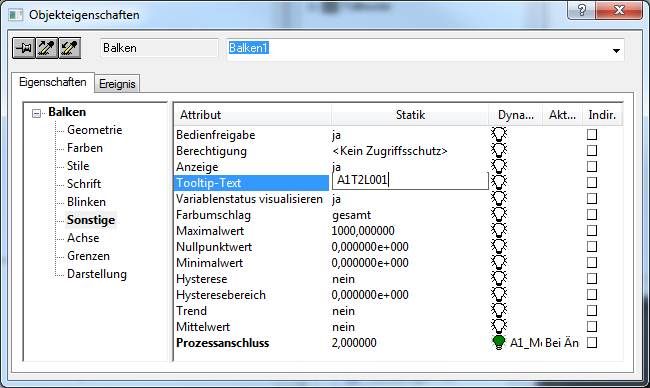 Objekteigenschaften
Balken Balken1
Eigenschaften Ereignis
Balken
Geometrie
Farben
Stile
Schrift
Blinken
Sonstige
Achse
Grenzen
Darstellung
Attribut Statik Dyna... Akt... Indir.
Bedienfreigabe ja
Berechtigung <Kein Zugriffsschutz>
Anzeige ja
Tooltip-Text A1T2L001
Variablenstatus visualisieren ja
Farbumschlag gesamt
Maximalwert 1000,000000
Nullpunktwert 0,000000e+000
Minimalwert 0,000000e+000
Hysterese nein
Hysteresebereich 0,000000e+000
Trend nein
Mittelwert nein
Prozessanschluss 2,000000 A1_Me Bei Än